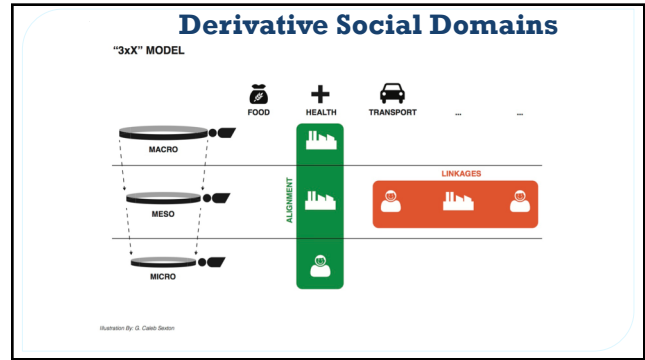 Derivative Social Domains
"3xX" MODEL
FOOD
HEALTH
TRANSPORT
...
...
MACRO
LINKAGES
ALIGNMENT
MESO
MICRO
Illustration By: G. Caleb Sexton